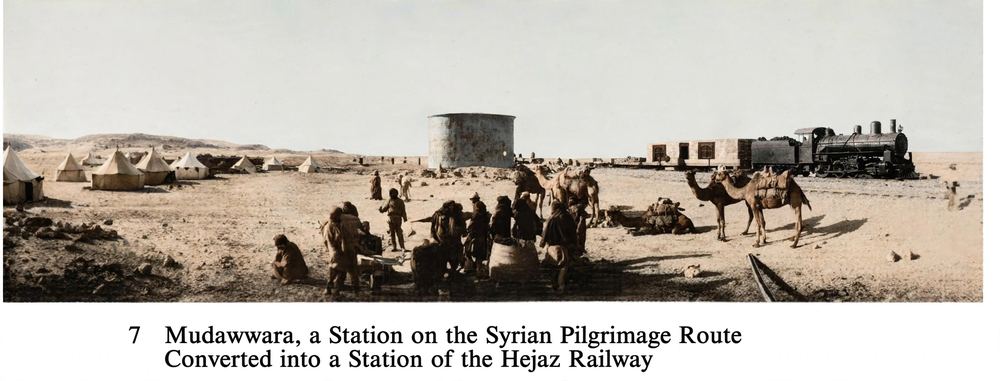 7 Mudawwara, a Station on the Syrian Pilgrimage Route
Converted into a Station of the Hejaz Railway